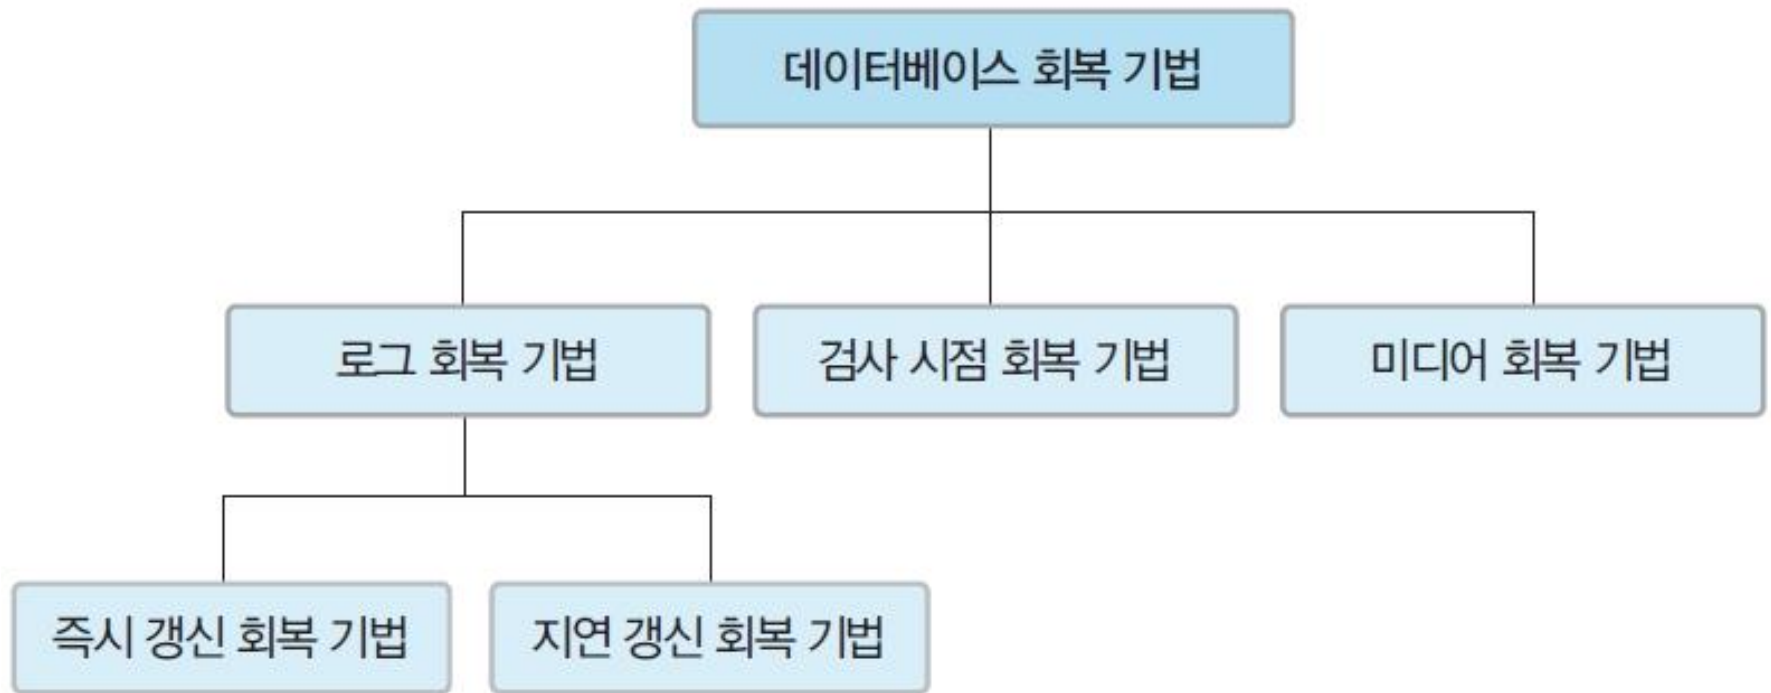 데이터베이스 회복 기법
로그 회복 기법
검사 시점 회복 기법
미디어 회복 기법
즉시 갱신 회복 기법
지연 갱신 회복 기법